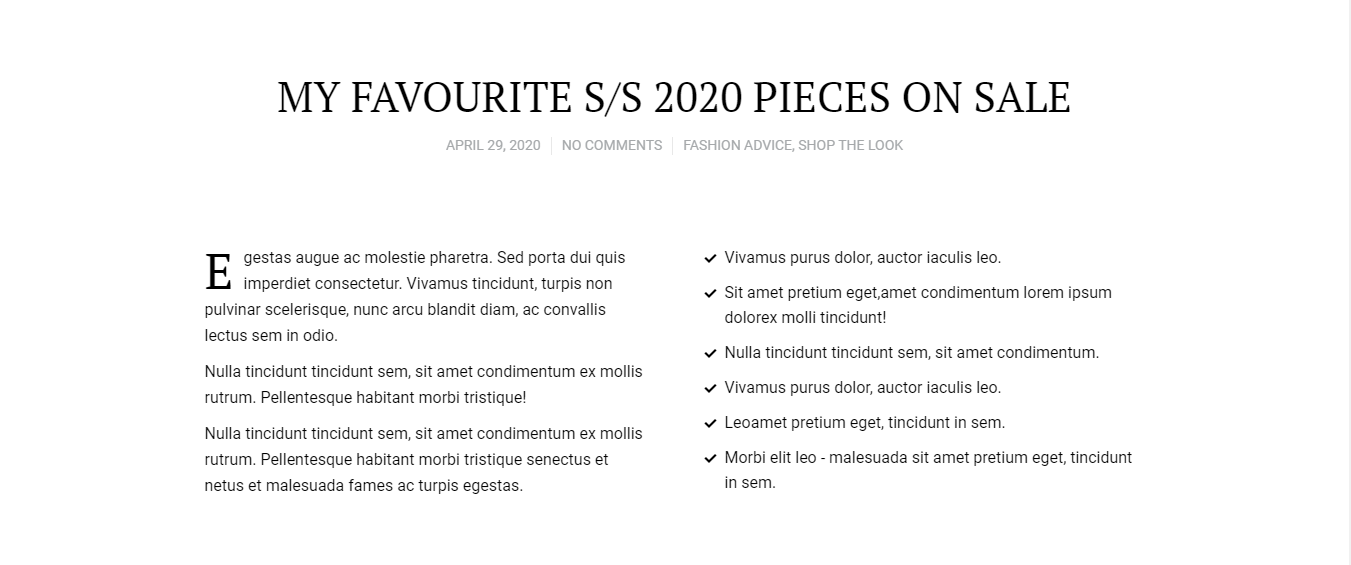 MY FAVOURITE S/S 2020 PIECES ON SALE
APRIL 29, 2020 NO COMMENTS FASHION ADVICE, SHOP THE LOOK
Egestas augue ac molestie pharetra. Sed porta dui quis
imperdiet consectetur. Vivamus tincidunt, turpis non
pulvinar scelerisque, nunc arcu blandit diam, ac convallis
lectus sem in odio.
Nulla tincidunt tincidunt sem, sit amet condimentum ex mollis
rutrum. Pellentesque habitant morbi tristique!
Nulla tincidunt tincidunt sem, sit amet condimentum ex mollis
rutrum. Pellentesque habitant morbi tristique senectus et
netus et malesuada fames ac turpis egestas.
Vivamus purus dolor, auctor iaculis leo.
Sit amet pretium eget,amet condimentum lorem ipsum
dolorex molli tincidunt!
Nulla tincidunt tincidunt sem, sit amet condimentum.
Vivamus purus dolor, auctor iaculis leo.
Leoamet pretium eget, tincidunt in sem.
Morbi elit leo - malesuada sit amet pretium eget, tincidunt
in sem.